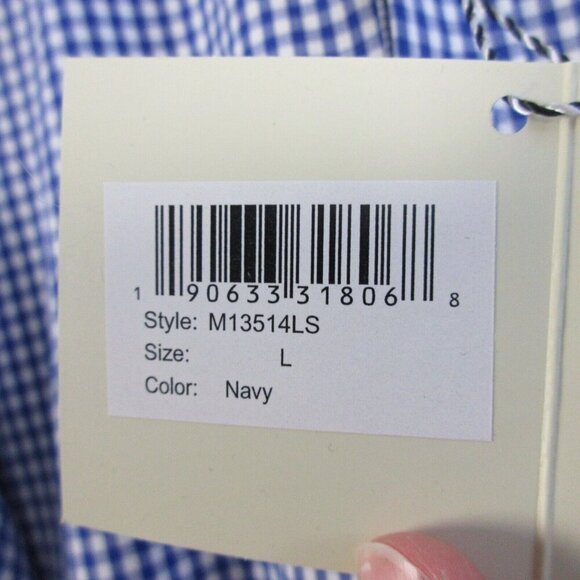 1 90633 31806 8
Style: M13514LS
Size: L
Color: Navy